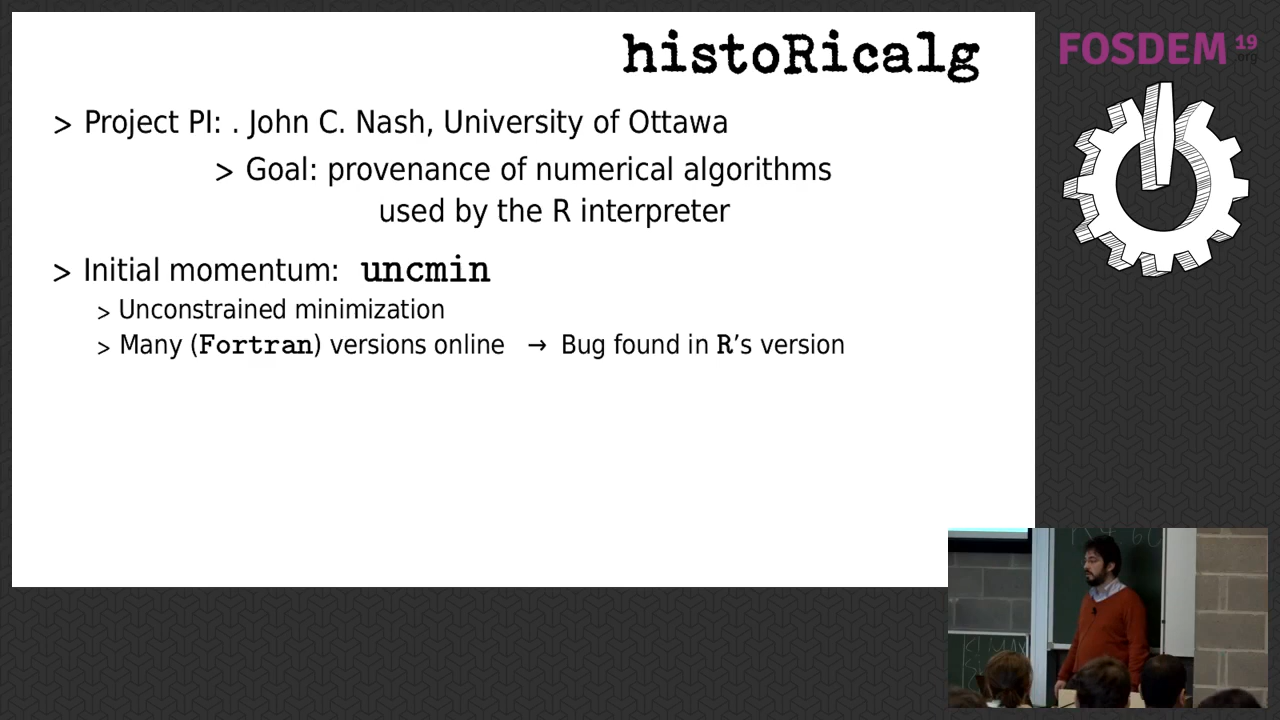 histoRicalg
> Project PI: . John C. Nash, University of Ottawa
> Goal: provenance of numerical algorithms
used by the R interpreter
> Initial momentum: uncmin
> Unconstrained minimization
> Many (Fortran) versions online → Bug found in R’s version
FOSDEM 19
.org